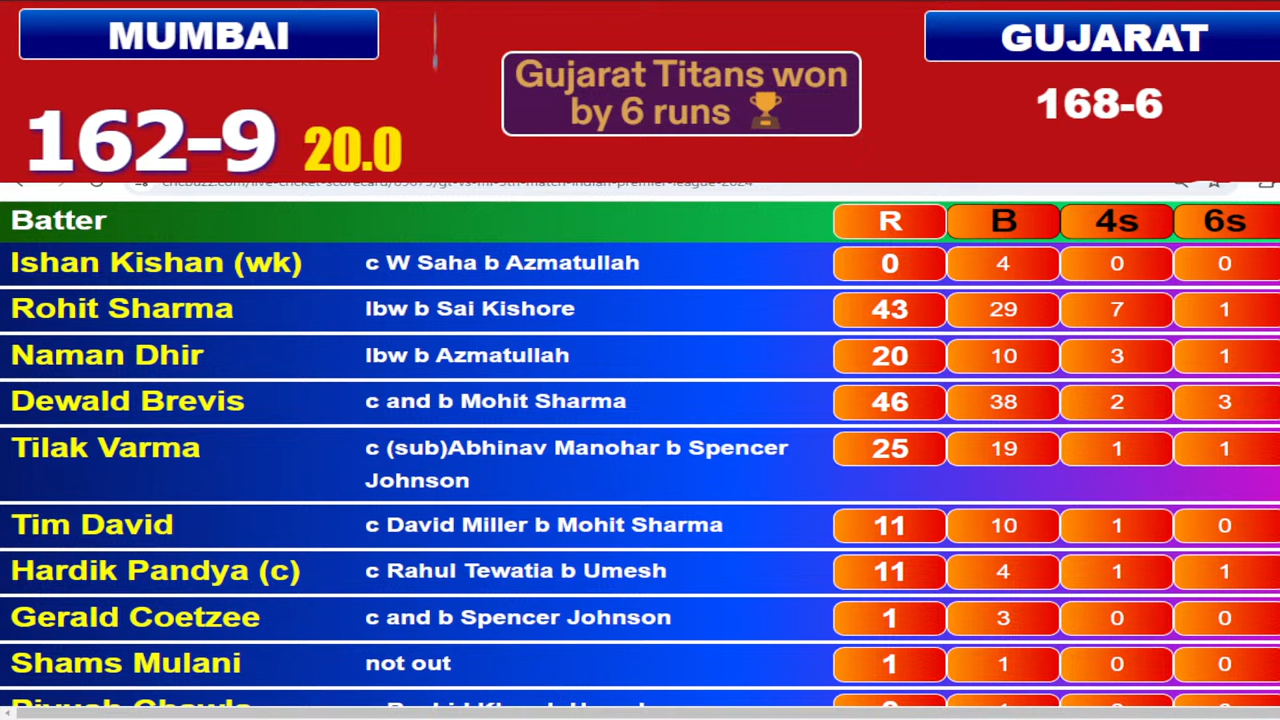 MUMBAI
GUJARAT
Gujarat Titans won
by 6 runs 🏆
168-6
162-9 20.0
Batter R B 4s 6s
Ishan Kishan (wk) c W Saha b Azmatullah 0 4 0 0
Rohit Sharma lbw b Sai Kishore 43 29 7 1
Naman Dhir lbw b Azmatullah 20 10 3 1
Dewald Brevis c and b Mohit Sharma 46 38 2 3
Tilak Varma c (sub)Abhinav Manohar b Spencer 25 19 1 1
Johnson
Tim David c David Miller b Mohit Sharma 11 10 1 0
Hardik Pandya (c) c Rahul Tewatia b Umesh 11 4 1 1
Gerald Coetzee c and b Spencer Johnson 1 3 0 0
Shams Mulani not out 1 1 0 0